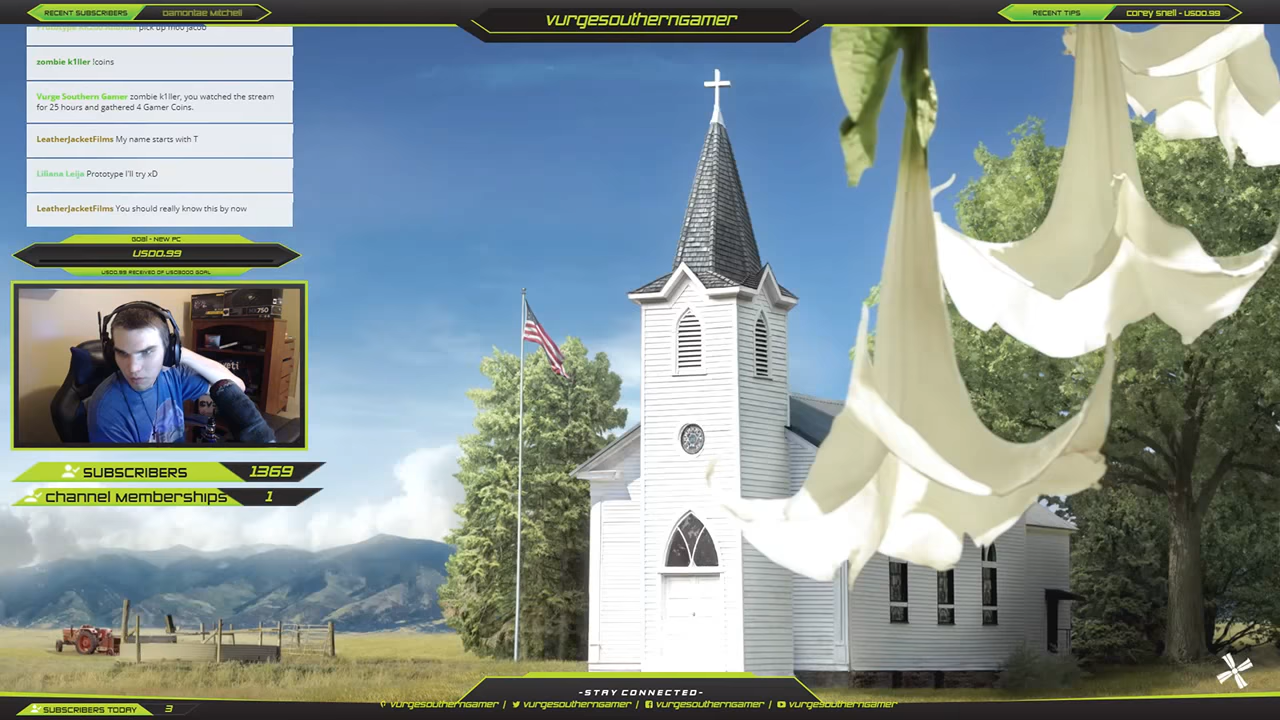 RECENT SUBSCRIBERS
Damontae Mitchell
vurgesoutherngamer
RECENT TIPS
corey snell - USD0.99
pick up moo jacob
zombie k1ller !coins
Vurge Southern Gamer zombie k1ller, you watched the stream
for 25 hours and gathered 4 Gamer Coins.
LeatherJacketFilms My name starts with T
Liliana Leija Prototype I'll try xD
LeatherJacketFilms You should really know this by now
GOAL - NEW PC
USD0.99
USD0.99 RECEIVED OF USD3000 GOAL
750
SUBSCRIBERS 1369
channel memberships 1
-STAY CONNECTED-
vurgesoutherngamer / vurgesoutherngamer / vurgesoutherngamer / vurgesoutherngamer
SUBSCRIBERS TODAY 3